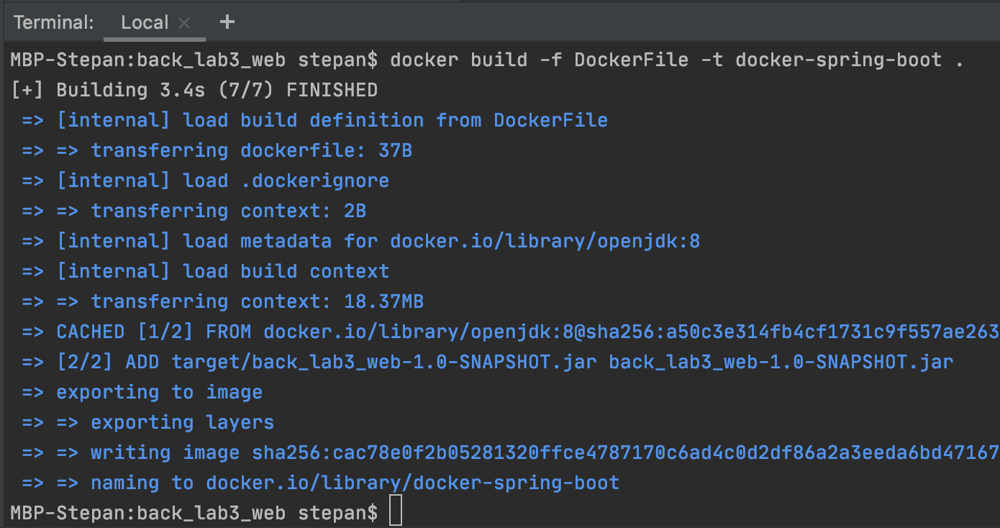 Terminal: Local × +
MBP-Stepan:back_lab3_web stepan$ docker build -f DockerFile -t docker-spring-boot .
[+] Building 3.4s (7/7) FINISHED
=> [internal] load build definition from DockerFile
=> => transferring dockerfile: 37B
=> [internal] load .dockerignore
=> => transferring context: 2B
=> [internal] load metadata for docker.io/library/openjdk:8
=> [internal] load build context
=> => transferring context: 18.37MB
=> CACHED [1/2] FROM docker.io/library/openjdk:8@sha256:a50c3e314fb4cf1731c9f557ae263
=> [2/2] ADD target/back_lab3_web-1.0-SNAPSHOT.jar back_lab3_web-1.0-SNAPSHOT.jar
=> exporting to image
=> => exporting layers
=> => writing image sha256:cac78e0f2b05281320ffce4787170c6ad4c0d2df86a2a3eeda6bd47167
=> => naming to docker.io/library/docker-spring-boot
MBP-Stepan:back_lab3_web stepan$